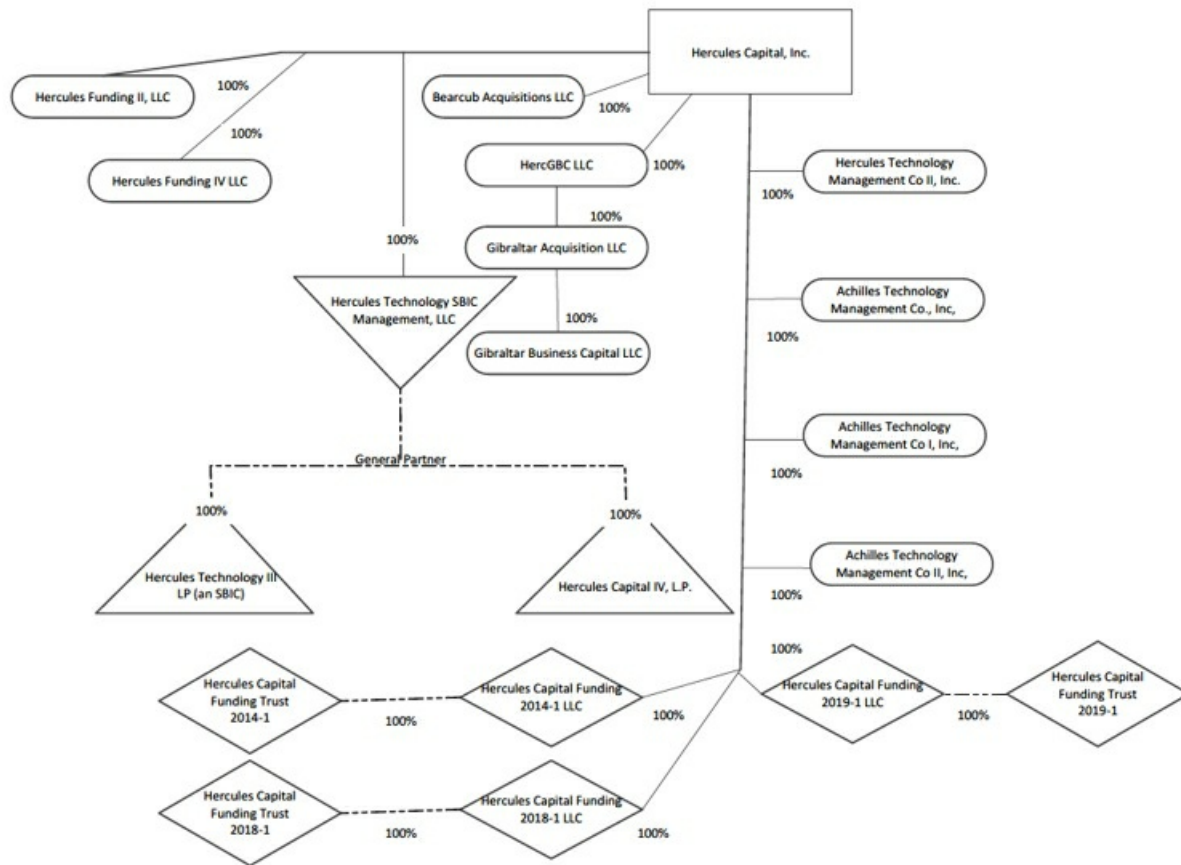 Hercules Capital, Inc.
Hercules Funding II, LLC
100%
Bearcub Acquisitions LLC
100%
100%
Hercules Funding IV LLC
HercGBC LLC
100%
Hercules Technology
Management Co II, Inc.
100%
100%
100%
Gibraltar Acquisition LLC
Hercules Technology SBIC
Management, LLC
100%
Gibraltar Business Capital LLC
Achilles Technology
Management Co., Inc,
100%
Achilles Technology
Management Co I, Inc,
100%
General Partner
100%
100%
Hercules Technology III
LP (an SBIC)
Hercules Capital IV, L.P.
Achilles Technology
Management Co II, Inc,
100%
100%
Hercules Capital
Funding Trust
2014-1
100%
Hercules Capital Funding
2014-1 LLC
100%
Hercules Capital Funding
2019-1 LLC
100%
Hercules Capital
Funding Trust
2019-1
Hercules Capital
Funding Trust
2018-1
100%
Hercules Capital Funding
2018-1 LLC
100%